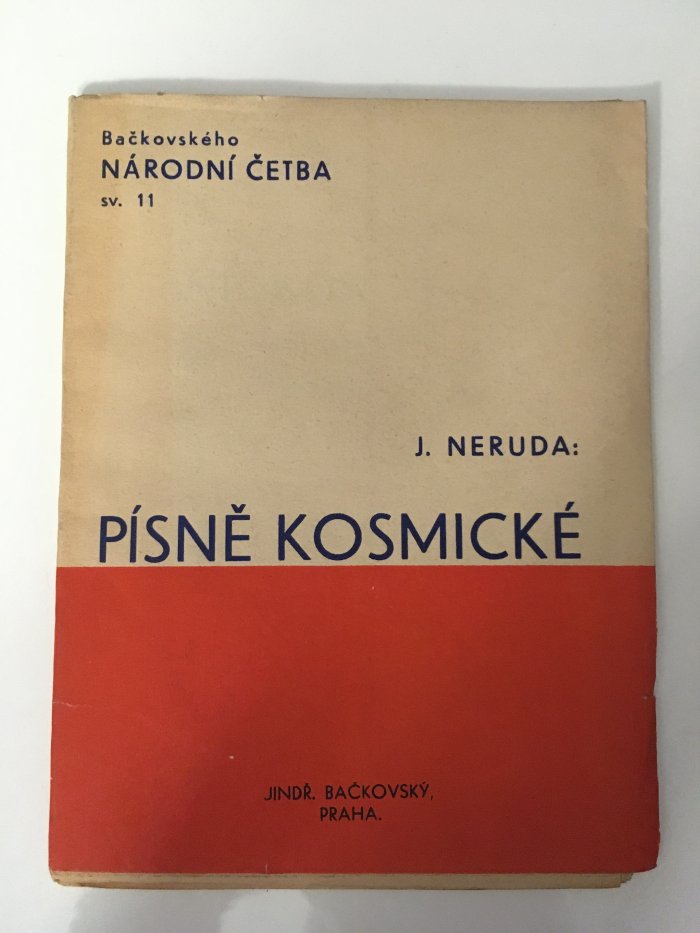 Bačkovského
NÁRODNÍ ČETBA
sv. 11
J. NERUDA:
PÍSNĚ KOSMICKÉ
JINDŘ. BAČKOVSKÝ,
PRAHA.